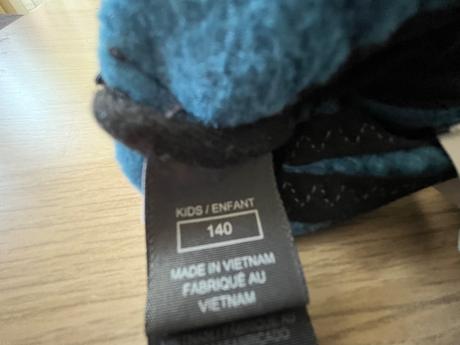 KIDS / ENFANT
140
MADE IN VIETNAM
FABRIQUÉ AU
VIETNAM